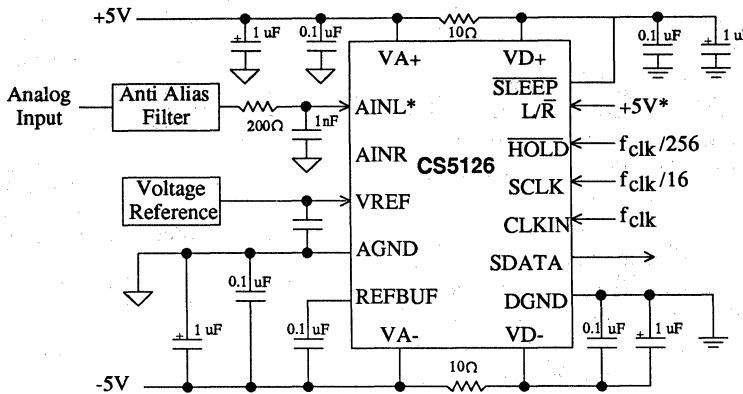 +5V
+ 1 uF
0.1 uF
10Ω
0.1 uF
+ 1 u
VA+
VD+
SLEEP
Analog
Input
Anti Alias
Filter
200Ω
1nF
AINL*
L/R
+5V*
AINR
CS5126
HOLD
fclk/256
Voltage
Reference
VREF
SCLK
fclk/16
CLKIN
fclk
AGND
SDATA
0.1 uF
REFBUF
DGND
+ 1 uF
0.1 uF
VA-
VD-
0.1 uF
+ 1 uF
-5V
10Ω